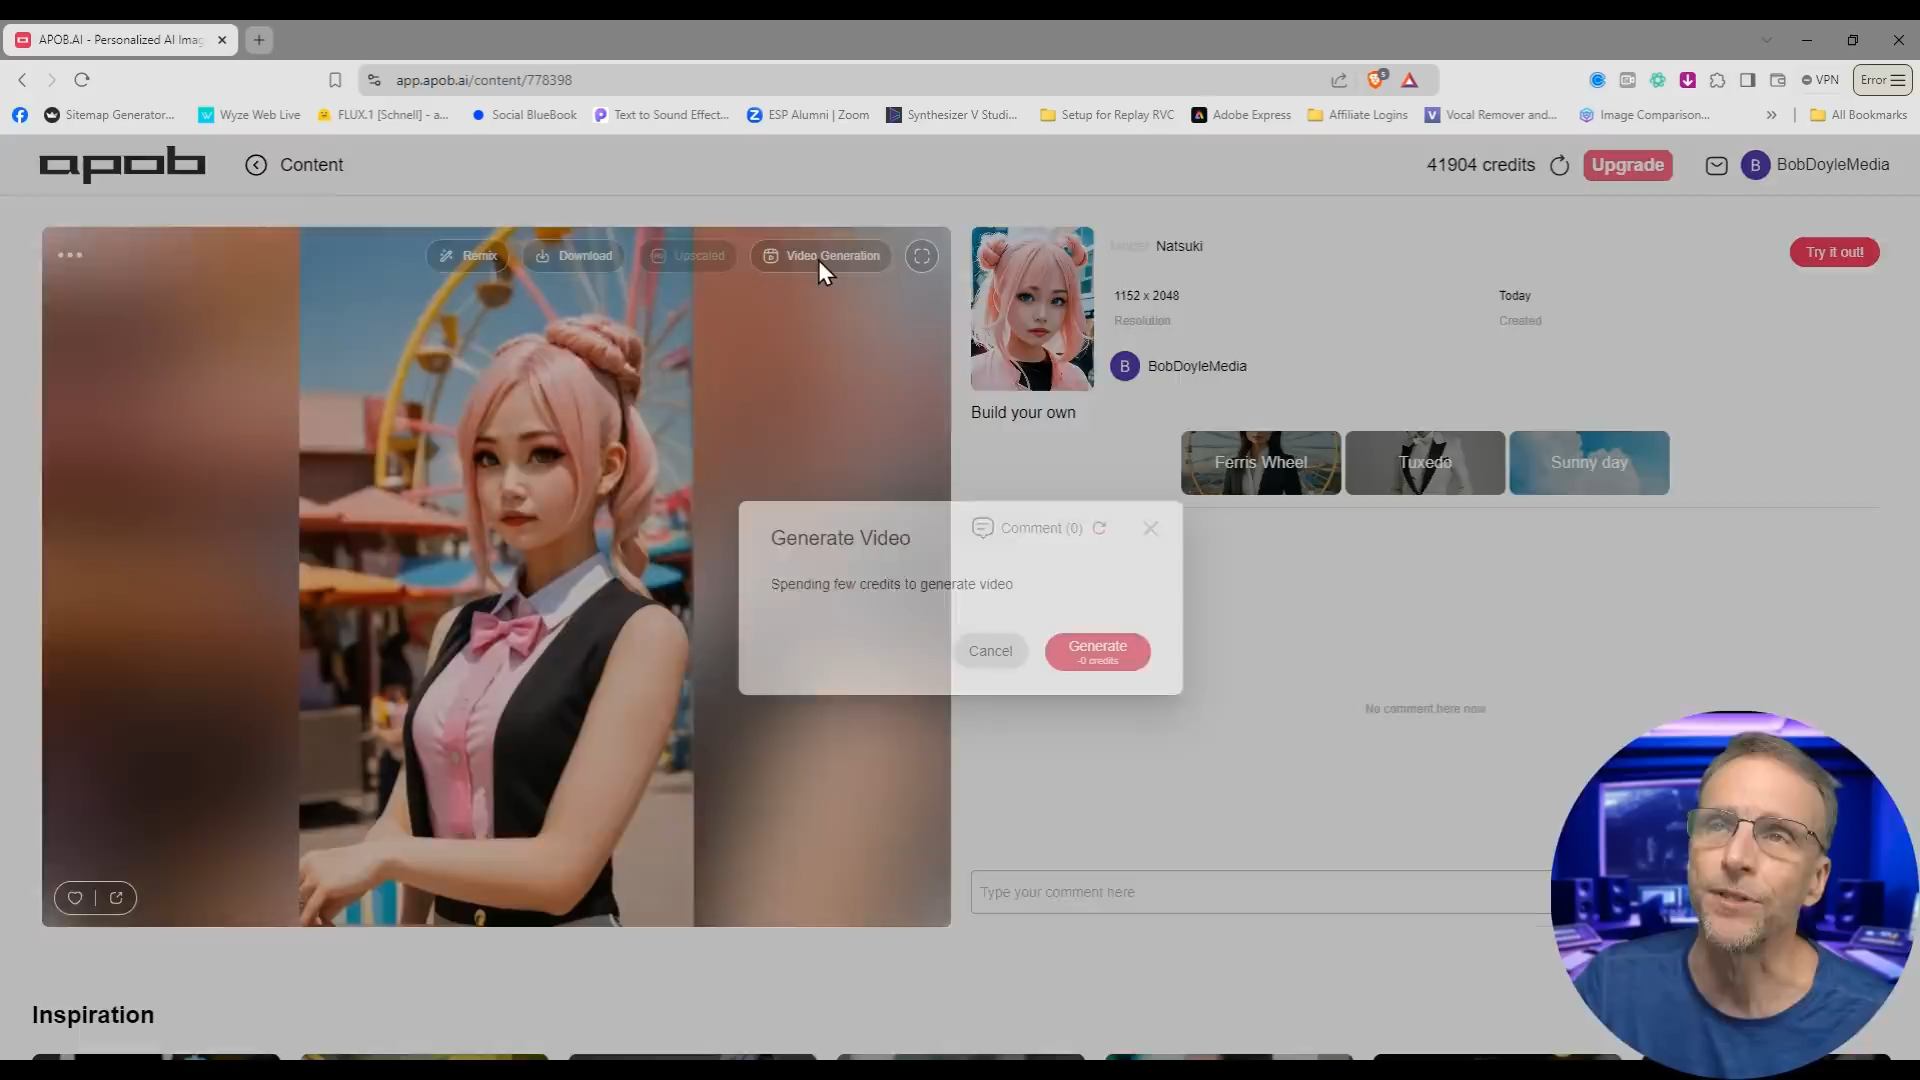 APOB.AI - Personalized AI Imag
app.apob.ai/content/778398
5
VPN
Error
Sitemap Generator...
Wyze Web Live
FLUX.1 [Schnell] - a...
Social BlueBook
Text to Sound Effect...
ESP Alumni | Zoom
Synthesizer V Studi...
Setup for Replay RVC
Adobe Express
Affiliate Logins
Vocal Remover and...
Image Comparison...
All Bookmarks
apob
Content
41904 credits
Upgrade
B
BobDoyleMedia
Remix
Download
Upscaled
Video Generation
Natsuki
Try it out!
1152 x 2048
Today
Resolution
Created
B
BobDoyleMedia
Build your own
Ferris Wheel
Tuxedo
Sunny day
Generate Video
Comment (0)
Spending few credits to generate video
Cancel
Generate
-0 credits
No comment here now
Type your comment here
Inspiration